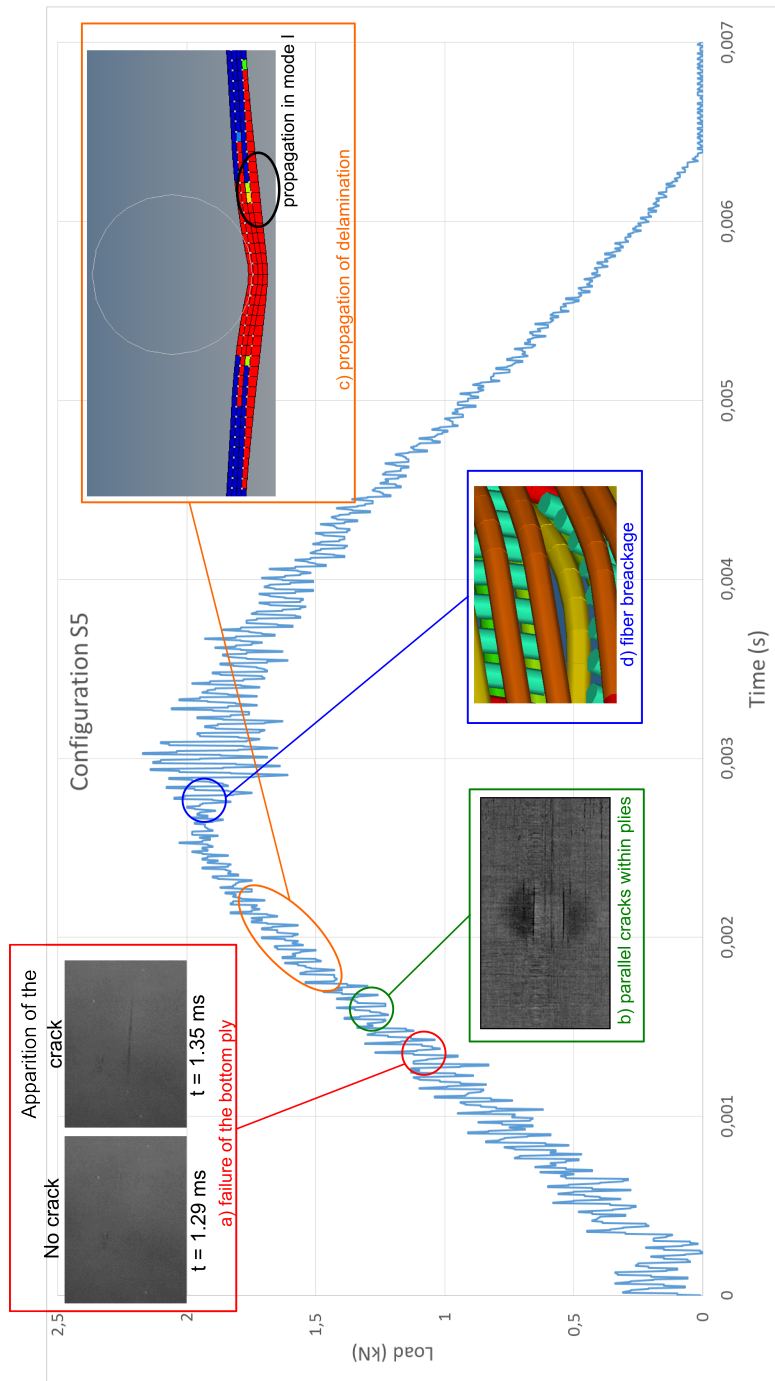 Configuration S5
No crack
Apparition of the
crack
t = 1.29 ms
t = 1.35 ms
a) failure of the bottom ply
b) parallel cracks within plies
c) propagation of delamination
propagation in mode I
d) fiber breackage
Load (kN)
2,5
2
1,5
1
0,5
0
0
0,001
0,002
0,003
0,004
0,005
0,006
0,007
Time (s)